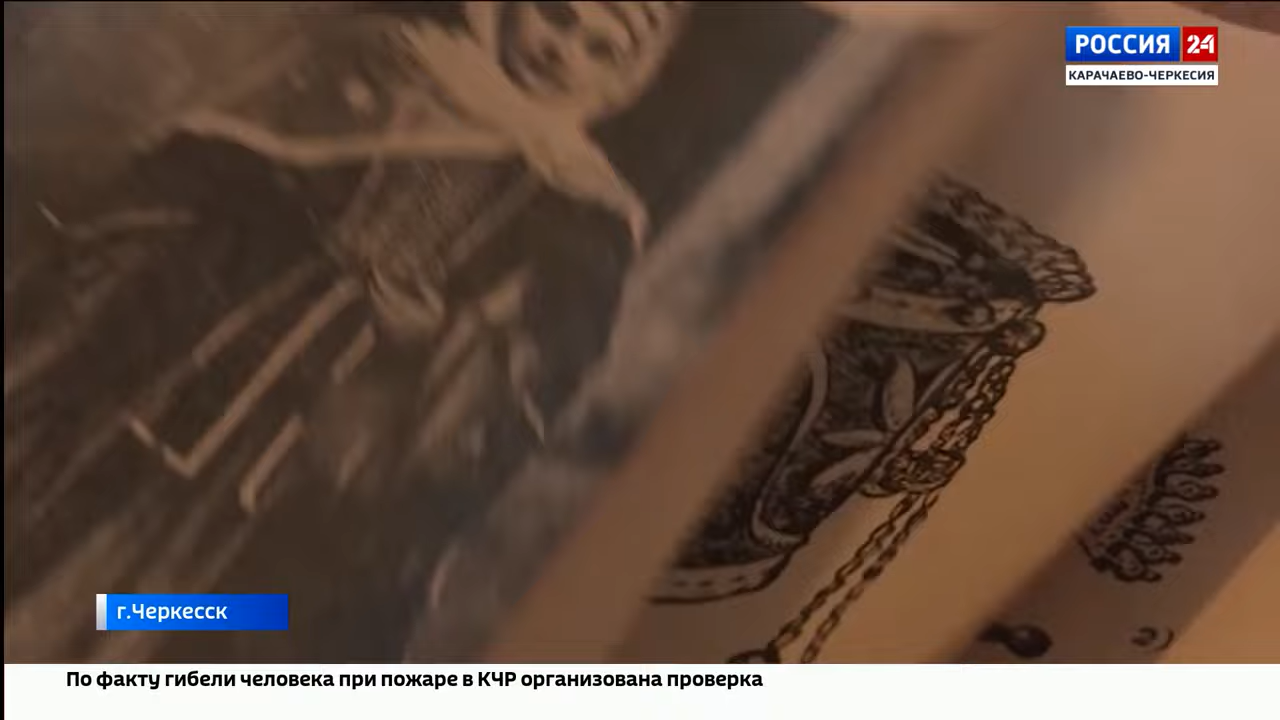 РОССИЯ 24
КАРАЧАЕВО-ЧЕРКЕСИЯ
г.Черкесск
По факту гибели человека при пожаре в КЧР организована проверка